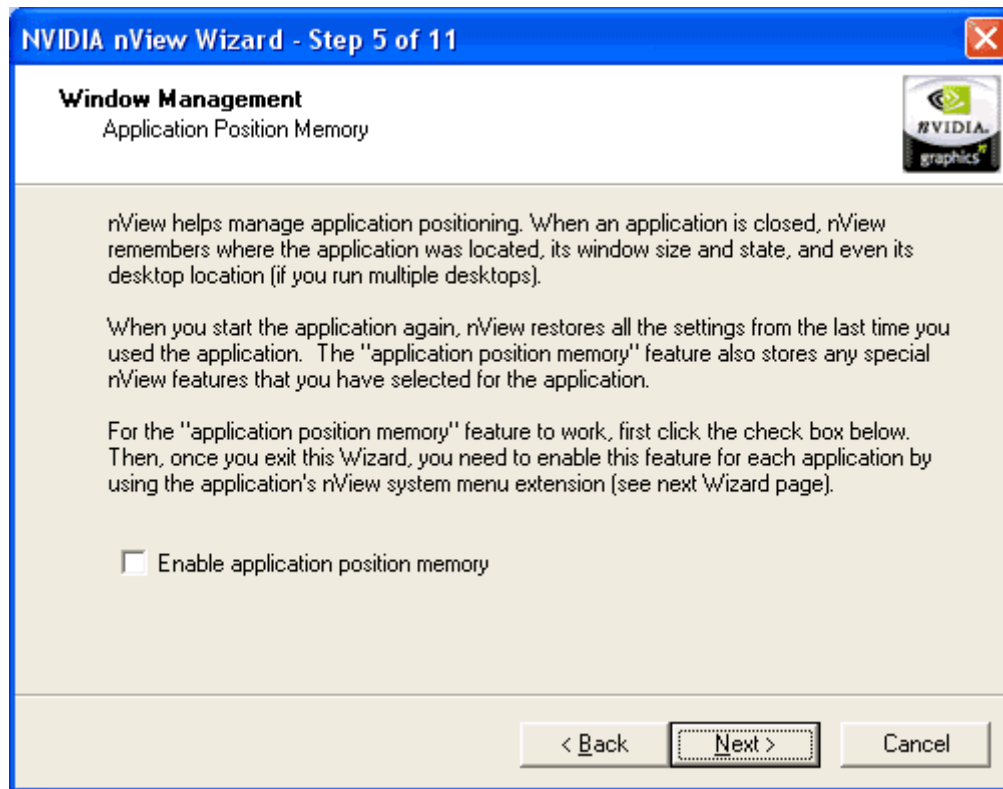 NVIDIA nView Wizard - Step 5 of 11
Window Management
Application Position Memory
NVIDIA.
graphics
nView helps manage application positioning. When an application is closed, nView
remembers where the application was located, its window size and state, and even its
desktop location (if you run multiple desktops).
When you start the application again, nView restores all the settings from the last time you
used the application.  The "application position memory" feature also stores any special
nView features that you have selected for the application.
For the "application position memory" feature to work, first click the check box below.
Then, once you exit this Wizard, you need to enable this feature for each application by
using the application's nView system menu extension (see next Wizard page).
Enable application position memory
< Back
Next >
Cancel